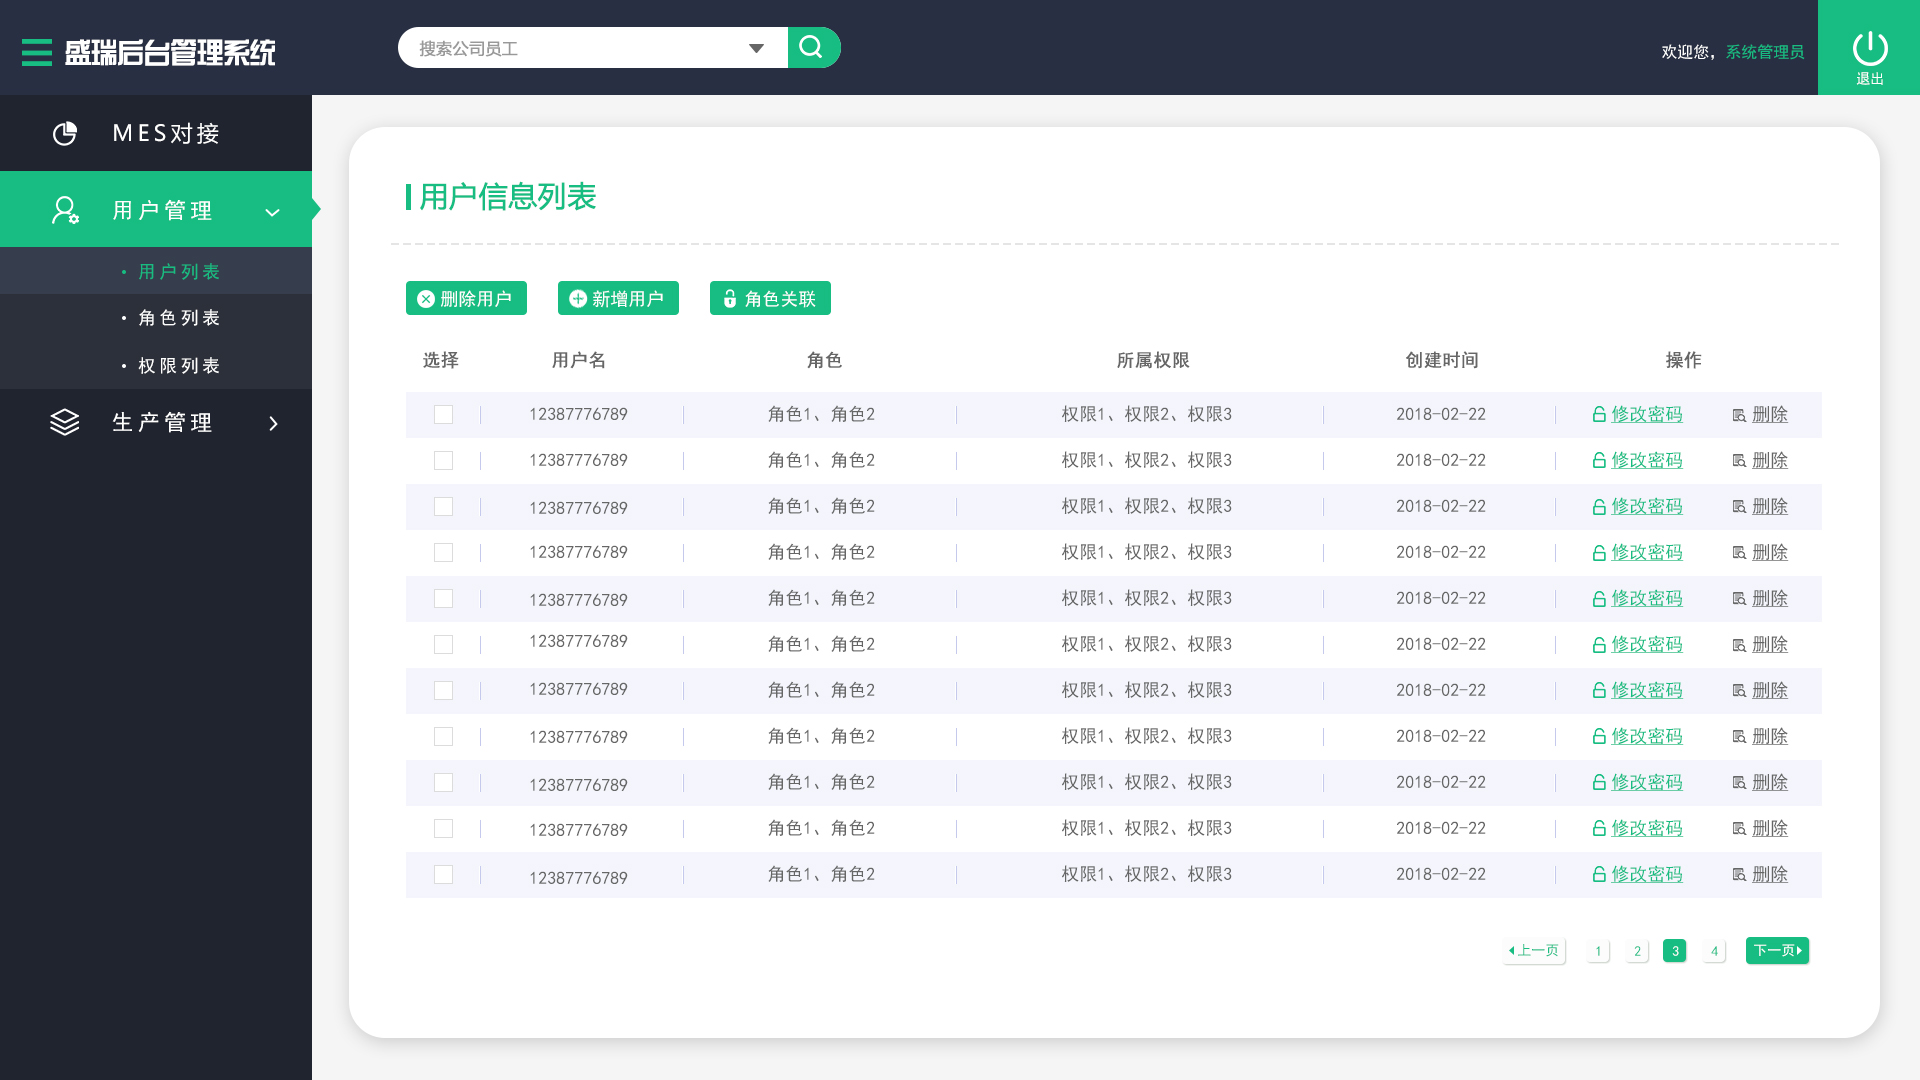 盛瑞后台管理系统
搜索公司员工
欢迎您，系统管理员
退出
MES对接
用户管理
· 用户列表
· 角色列表
· 权限列表
生产管理
用户信息列表
删除用户 新增用户 角色关联
选择 用户名 角色 所属权限 创建时间 操作
12387776789 角色1、角色2 权限1、权限2、权限3 2018-02-22 修改密码 删除
12387776789 角色1、角色2 权限1、权限2、权限3 2018-02-22 修改密码 删除
12387776789 角色1、角色2 权限1、权限2、权限3 2018-02-22 修改密码 删除
12387776789 角色1、角色2 权限1、权限2、权限3 2018-02-22 修改密码 删除
12387776789 角色1、角色2 权限1、权限2、权限3 2018-02-22 修改密码 删除
12387776789 角色1、角色2 权限1、权限2、权限3 2018-02-22 修改密码 删除
12387776789 角色1、角色2 权限1、权限2、权限3 2018-02-22 修改密码 删除
12387776789 角色1、角色2 权限1、权限2、权限3 2018-02-22 修改密码 删除
12387776789 角色1、角色2 权限1、权限2、权限3 2018-02-22 修改密码 删除
12387776789 角色1、角色2 权限1、权限2、权限3 2018-02-22 修改密码 删除
12387776789 角色1、角色2 权限1、权限2、权限3 2018-02-22 修改密码 删除
上一页 1 2 3 4 下一页